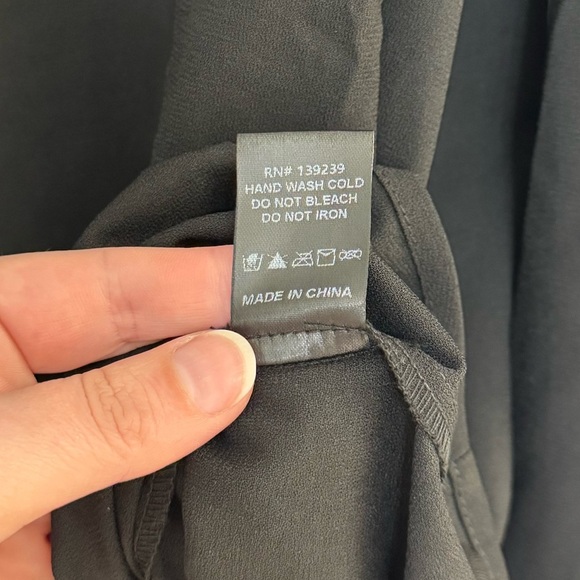 RN# 139239
HAND WASH COLD
DO NOT BLEACH
DO NOT IRON
MADE IN CHINA